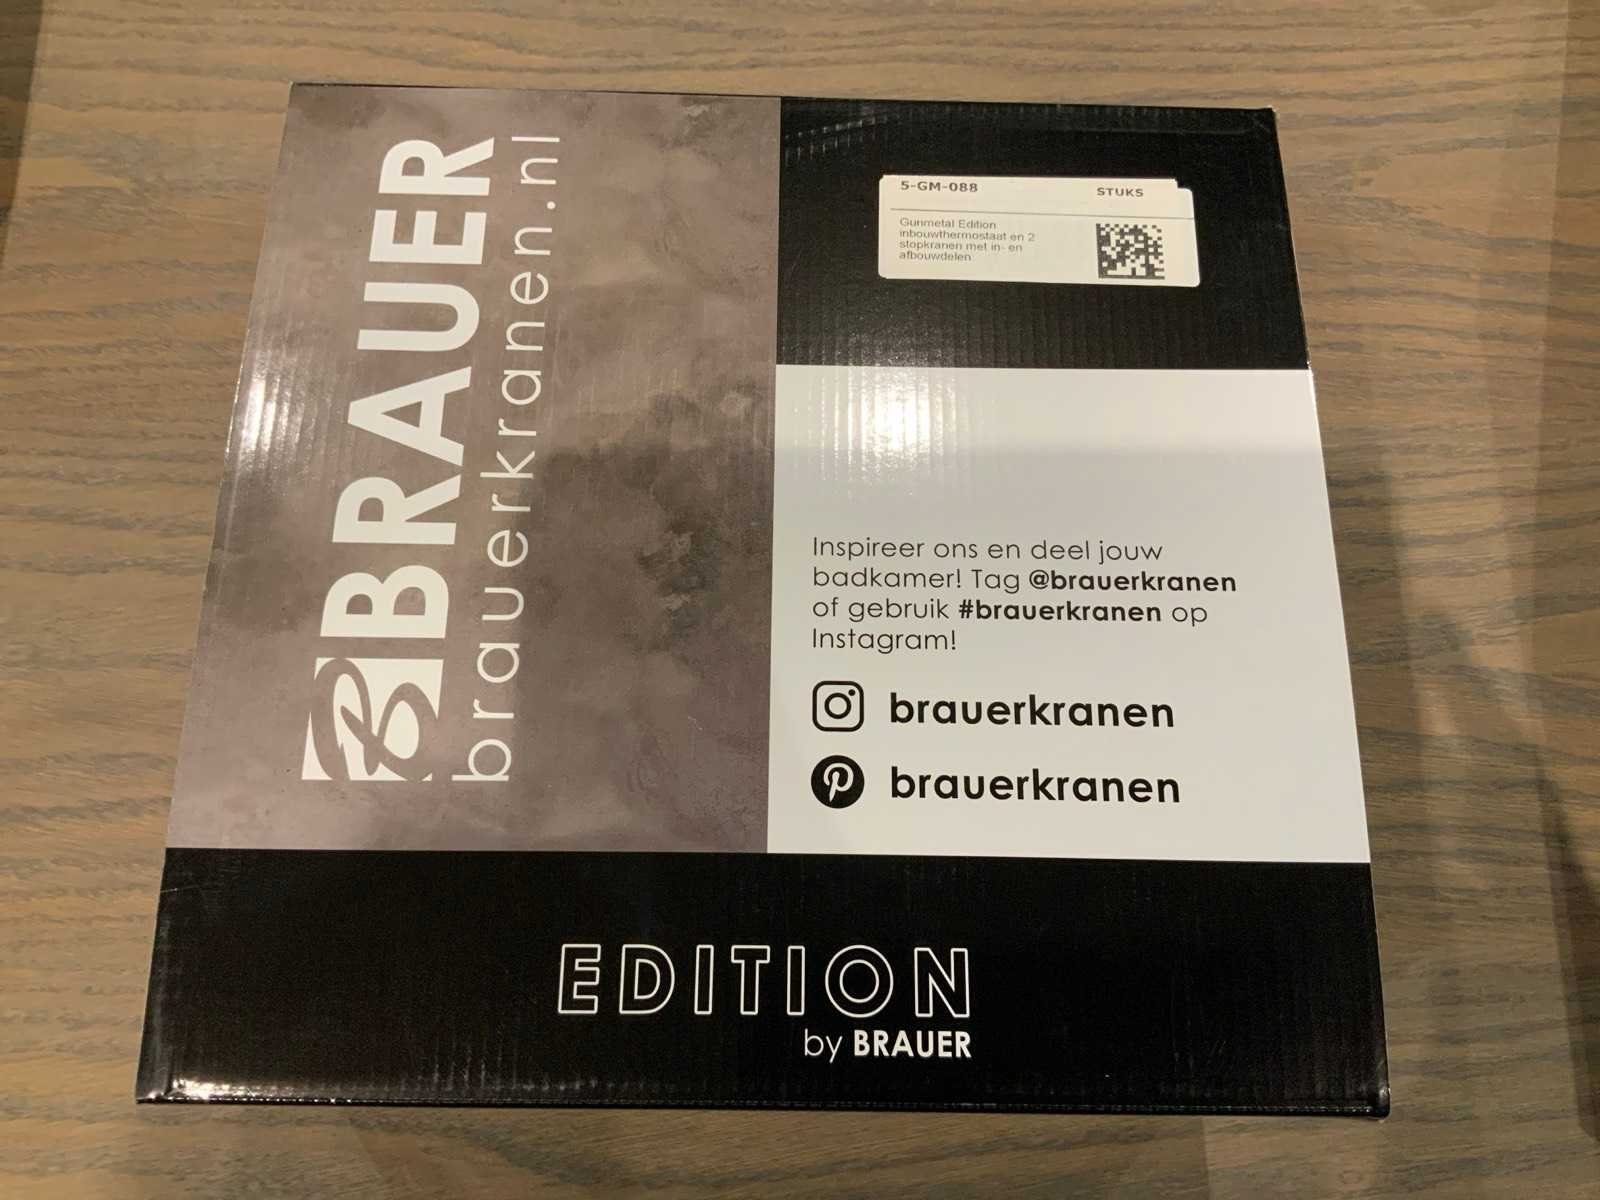 BRAUER
brauerkranen.nl
5-GM-088
STUKS
Gunmetal Edition
inbouwthermostaat en 2
stopkranen met in- en
afbouwdelen
Inspireer ons en deel jouw
badkamer! Tag @brauerkranen
of gebruik #brauerkranen op
Instagram!
brauerkranen
brauerkranen
EDITION
by BRAUER